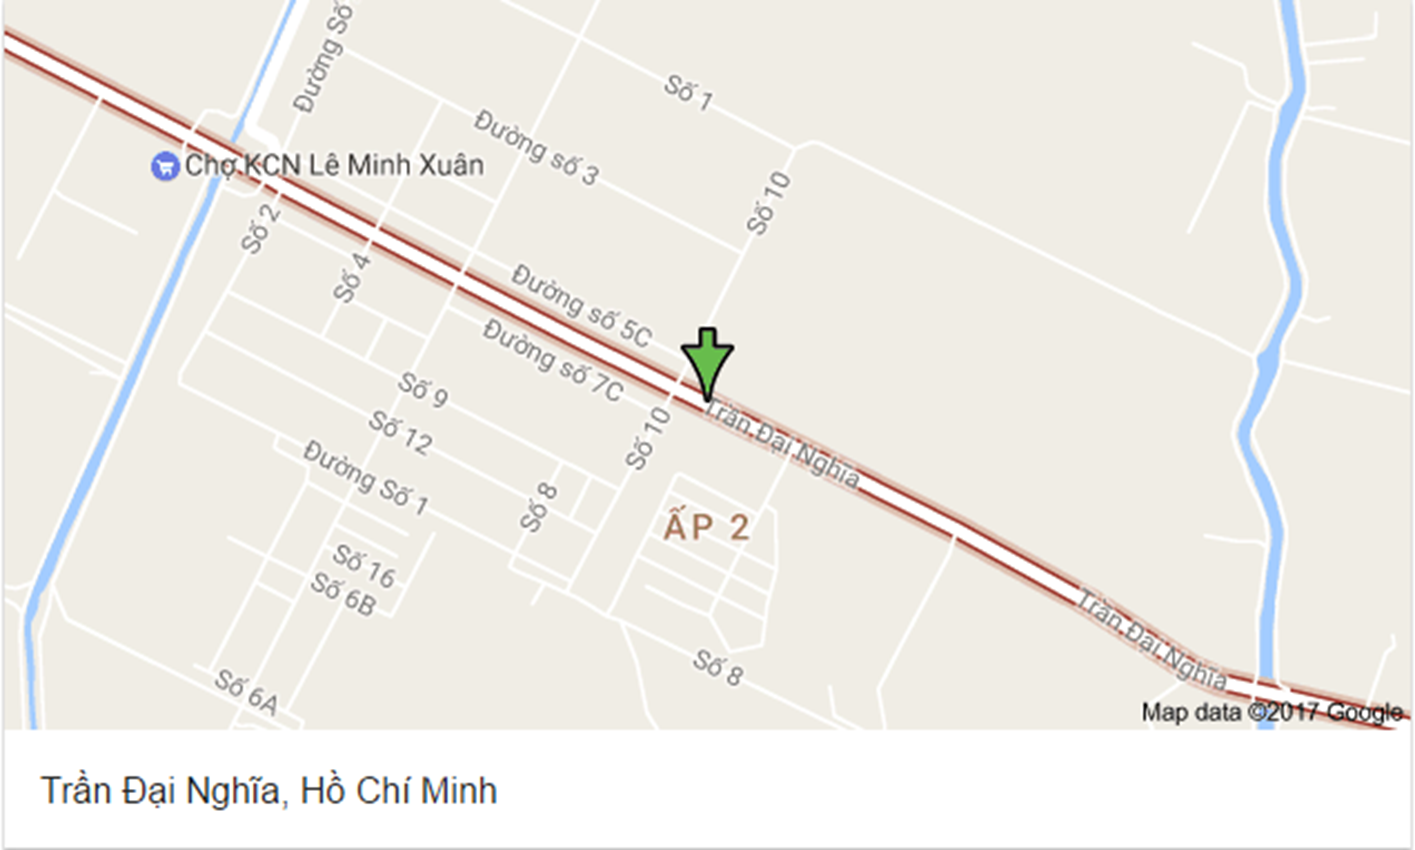 Đường Số
Số 1
Đường số 3
Chợ KCN Lê Minh Xuân
Số 10
Số 2
Số 4
Đường số 5C
Đường số 7C
Số 9
Số 10
Trần Đại Nghĩa
Số 12
Đường Số 1
Số 8
ẤP 2
Số 16
Số 6B
Trần Đại Nghĩa
Số 8
Số 6A
Map data ©2017 Google
Trần Đại Nghĩa, Hồ Chí Minh